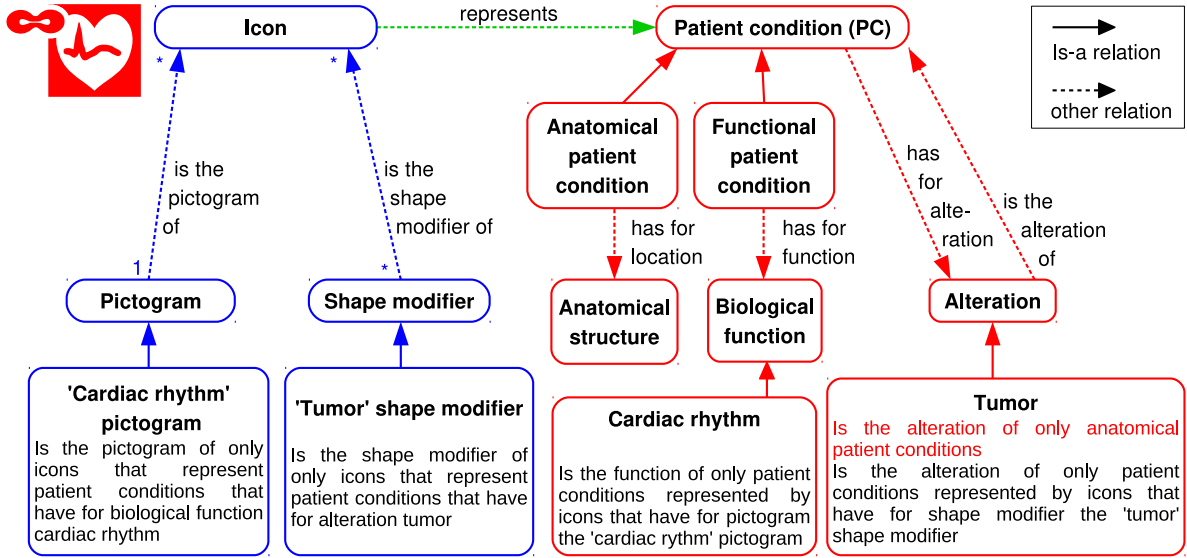 Icon
represents
Patient condition (PC)
Is-a relation
other relation
*
*
is the
pictogram
of
is the
shape
modifier of
Anatomical
patient
condition
Functional
patient
condition
has
for
alte-
ration
is the
alteration
of
has for
location
has for
function
1
*
Pictogram
Shape modifier
Anatomical
structure
Biological
function
Alteration
'Cardiac rhythm'
pictogram
Is the pictogram of only
icons that represent
patient conditions that
have for biological function
cardiac rhythm
'Tumor' shape modifier
Is the shape modifier of
only icons that represent
patient conditions that have
for alteration tumor
Cardiac rhythm
Is the function of only patient
conditions represented by
icons that have for pictogram
the 'cardiac rythm' pictogram
Tumor
Is the alteration of only anatomical
patient conditions
Is the alteration of only patient
conditions represented by icons that
have for shape modifier the 'tumor'
shape modifier